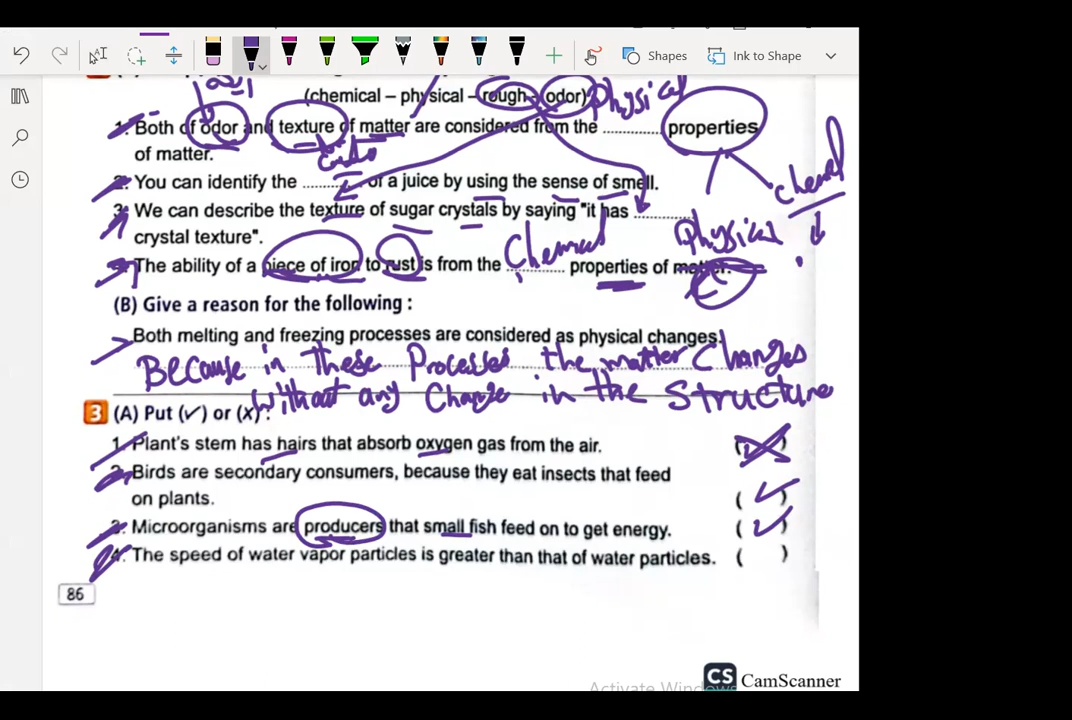 Shapes
Ink to Shape
(chemical – physical – rough – odor) physical
1. Both of odor and texture of matter are considered from the ............ properties
of matter.
chemical
2. You can identify the ............ of a juice by using the sense of smell.
3. We can describe the texture of sugar crystals by saying "it has ............
crystal texture".
physical
chemical
4. The ability of a piece of iron to rust is from the ............ properties of matter.
(B) Give a reason for the following :
Both melting and freezing processes are considered as physical changes.
Because in These Processes the matter Changes
without any Change in the Structure
3 (A) Put (✓) or (x) :
1. Plant's stem has hairs that absorb oxygen gas from the air. (x)
2. Birds are secondary consumers, because they eat insects that feed
on plants. (✓)
3. Microorganisms are producers that small fish feed on to get energy. (✓)
4. The speed of water vapor particles is greater than that of water particles. ( )
86
Activate Windows
CS CamScanner